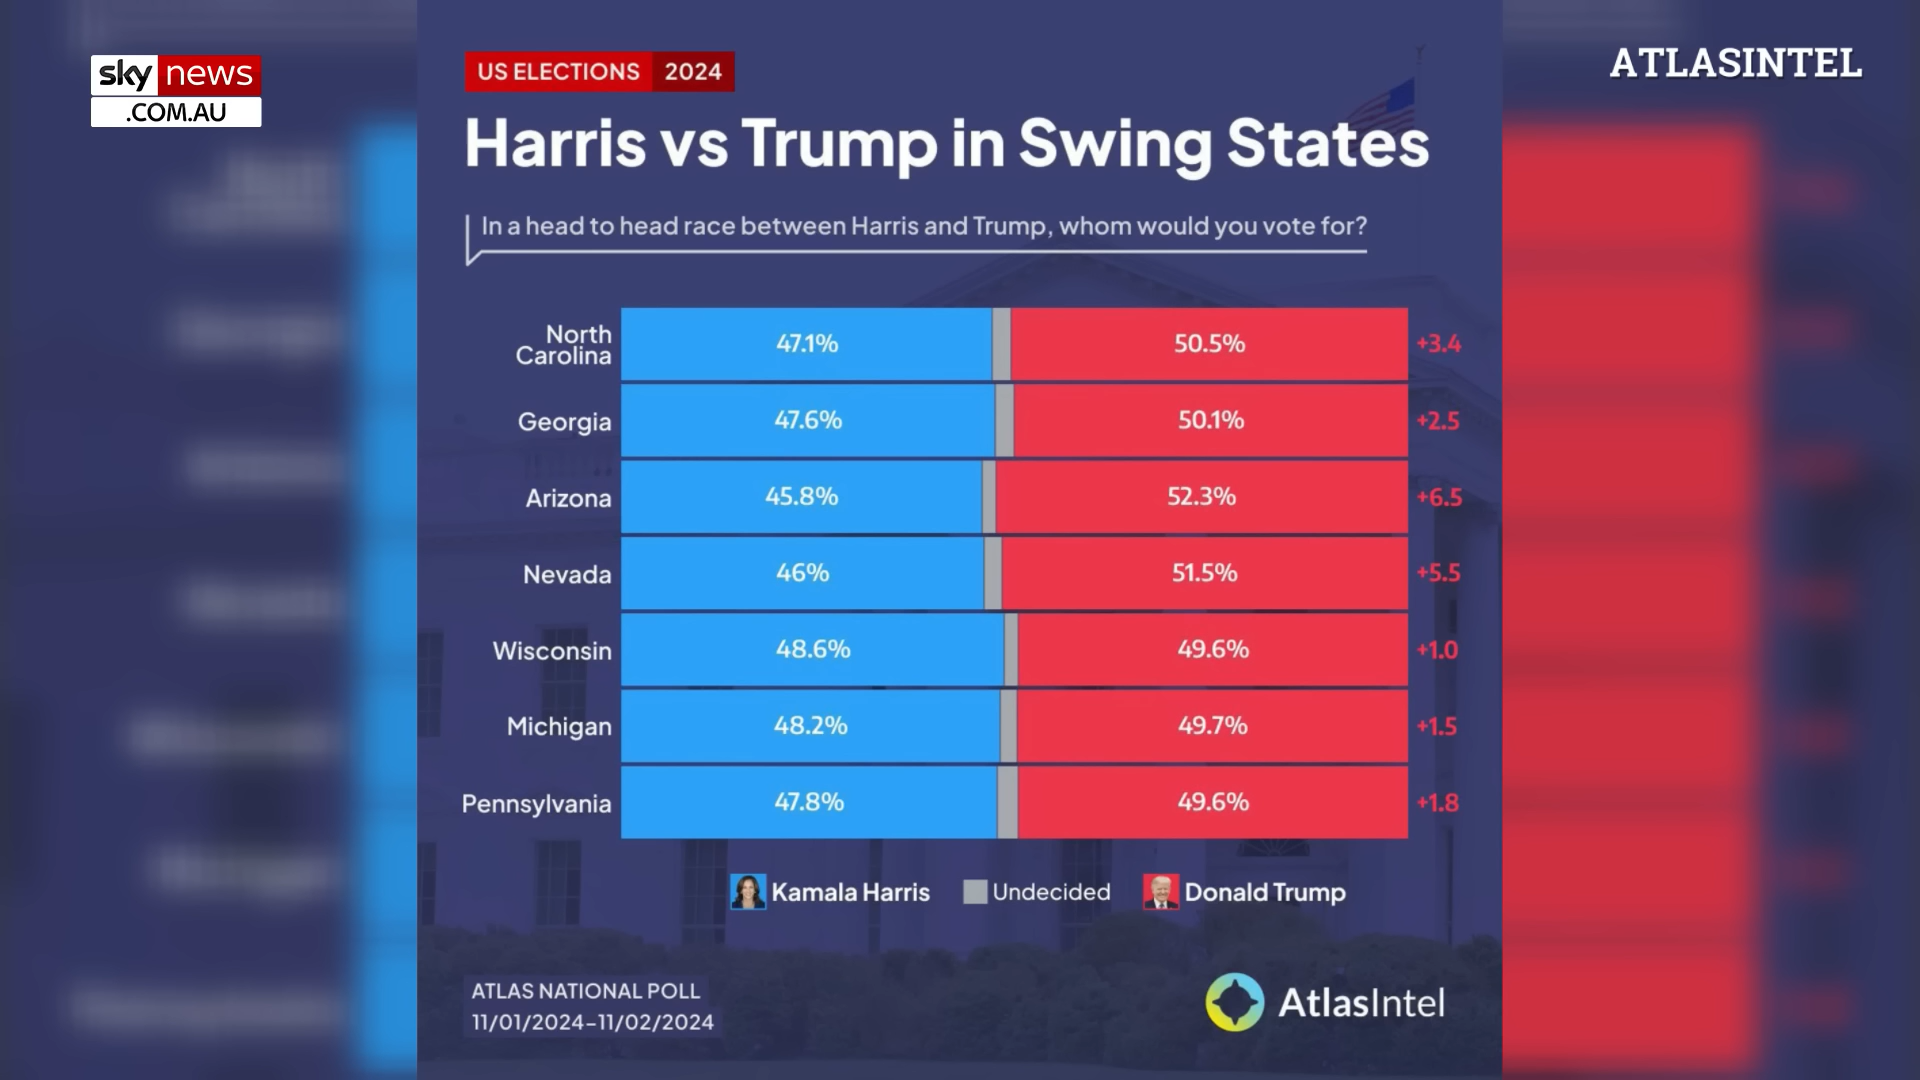 sky news
.COM.AU
ATLASINTEL
US ELECTIONS 2024
Harris vs Trump in Swing States
In a head to head race between Harris and Trump, whom would you vote for?
North
Carolina
47.1% 50.5% +3.4
Georgia 47.6% 50.1% +2.5
Arizona 45.8% 52.3% +6.5
Nevada 46% 51.5% +5.5
Wisconsin 48.6% 49.6% +1.0
Michigan 48.2% 49.7% +1.5
Pennsylvania 47.8% 49.6% +1.8
Kamala Harris Undecided Donald Trump
ATLAS NATIONAL POLL
11/01/2024-11/02/2024
AtlasIntel